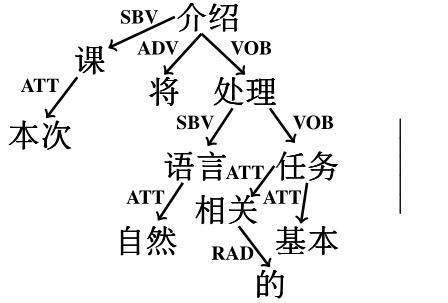 SBV 介绍
课 ADV VOB
ATT 将 处理
本次 SBV VOB
语言 ATT 任务
ATT 相关 ATT
自然 RAD 基本
的